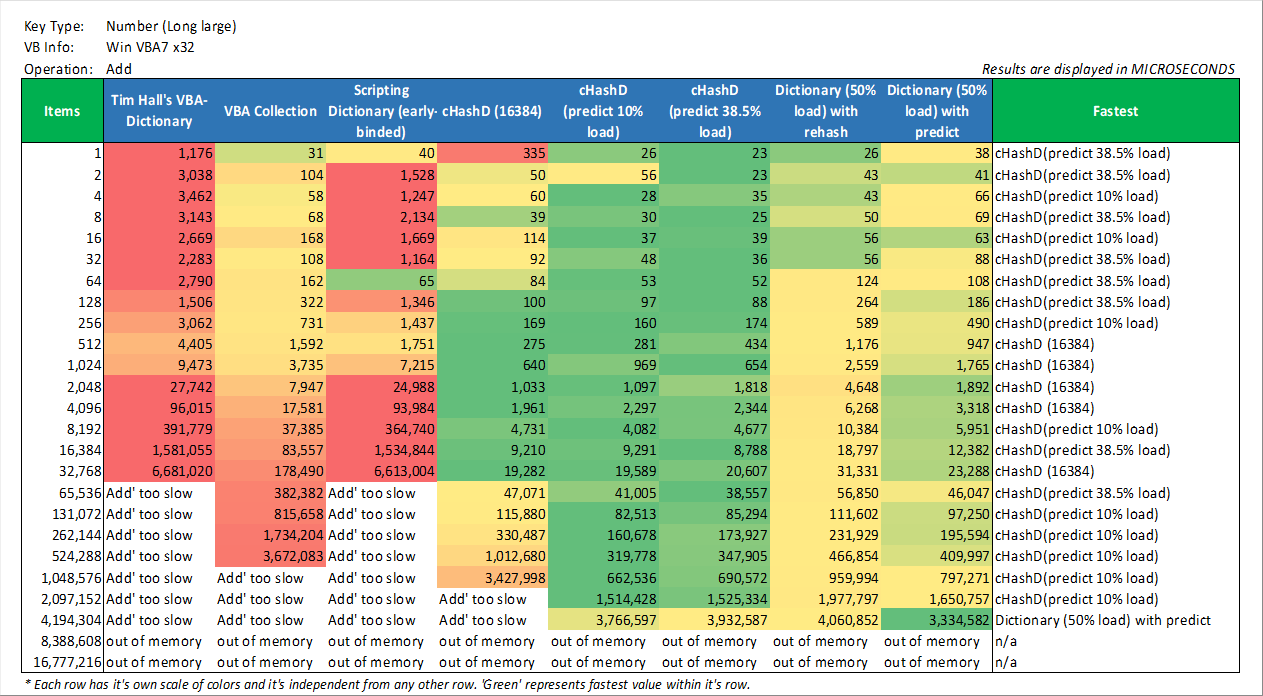 Key Type: Number (Long large)
VB Info: Win VBA7 x32
Operation: Add Results are displayed in MICROSECONDS
Items Tim Hall's VBA-Dictionary VBA Collection Scripting Dictionary (early-binded) cHashD (16384) cHashD (predict 10% load) cHashD (predict 38.5% load) Dictionary (50% load) with rehash Dictionary (50% load) with predict Fastest
1 1,176 31 40 335 26 23 26 38 cHashD(predict 38.5% load)
2 3,038 104 1,528 50 56 23 43 41 cHashD(predict 38.5% load)
4 3,462 58 1,247 60 28 35 43 66 cHashD(predict 10% load)
8 3,143 68 2,134 39 30 25 50 69 cHashD(predict 38.5% load)
16 2,669 168 1,669 114 37 39 56 63 cHashD(predict 10% load)
32 2,283 108 1,164 92 48 36 56 88 cHashD(predict 38.5% load)
64 2,790 162 65 84 53 52 124 108 cHashD(predict 38.5% load)
128 1,506 322 1,346 100 97 88 264 186 cHashD(predict 38.5% load)
256 3,062 731 1,437 169 160 174 589 490 cHashD(predict 10% load)
512 4,405 1,592 1,751 275 281 434 1,176 947 cHashD (16384)
1,024 9,473 3,735 7,215 640 969 654 2,559 1,765 cHashD (16384)
2,048 27,742 7,947 24,988 1,033 1,097 1,818 4,648 1,892 cHashD (16384)
4,096 96,015 17,581 93,984 1,961 2,297 2,344 6,268 3,318 cHashD (16384)
8,192 391,779 37,385 364,740 4,731 4,082 4,677 10,384 5,951 cHashD(predict 10% load)
16,384 1,581,055 83,557 1,534,844 9,210 9,291 8,788 18,797 12,382 cHashD(predict 38.5% load)
32,768 6,681,020 178,490 6,613,004 19,282 19,589 20,607 31,331 23,288 cHashD (16384)
65,536 Add' too slow 382,382 Add' too slow 47,071 41,005 38,557 56,850 46,047 cHashD(predict 38.5% load)
131,072 Add' too slow 815,658 Add' too slow 115,880 82,513 85,294 111,602 97,250 cHashD(predict 10% load)
262,144 Add' too slow 1,734,204 Add' too slow 330,487 160,678 173,927 231,929 195,594 cHashD(predict 10% load)
524,288 Add' too slow 3,672,083 Add' too slow 1,012,680 319,778 347,905 466,854 409,997 cHashD(predict 10% load)
1,048,576 Add' too slow Add' too slow Add' too slow 3,427,998 662,536 690,572 959,994 797,271 cHashD(predict 10% load)
2,097,152 Add' too slow Add' too slow Add' too slow Add' too slow 1,514,428 1,525,334 1,977,797 1,650,757 cHashD(predict 10% load)
4,194,304 Add' too slow Add' too slow Add' too slow Add' too slow 3,766,597 3,932,587 4,060,852 3,334,582 Dictionary (50% load) with predict
8,388,608 out of memory out of memory out of memory out of memory out of memory out of memory out of memory out of memory n/a
16,777,216 out of memory out of memory out of memory out of memory out of memory out of memory out of memory out of memory n/a
* Each row has it's own scale of colors and it's independent from any other row. 'Green' represents fastest value within it's row.